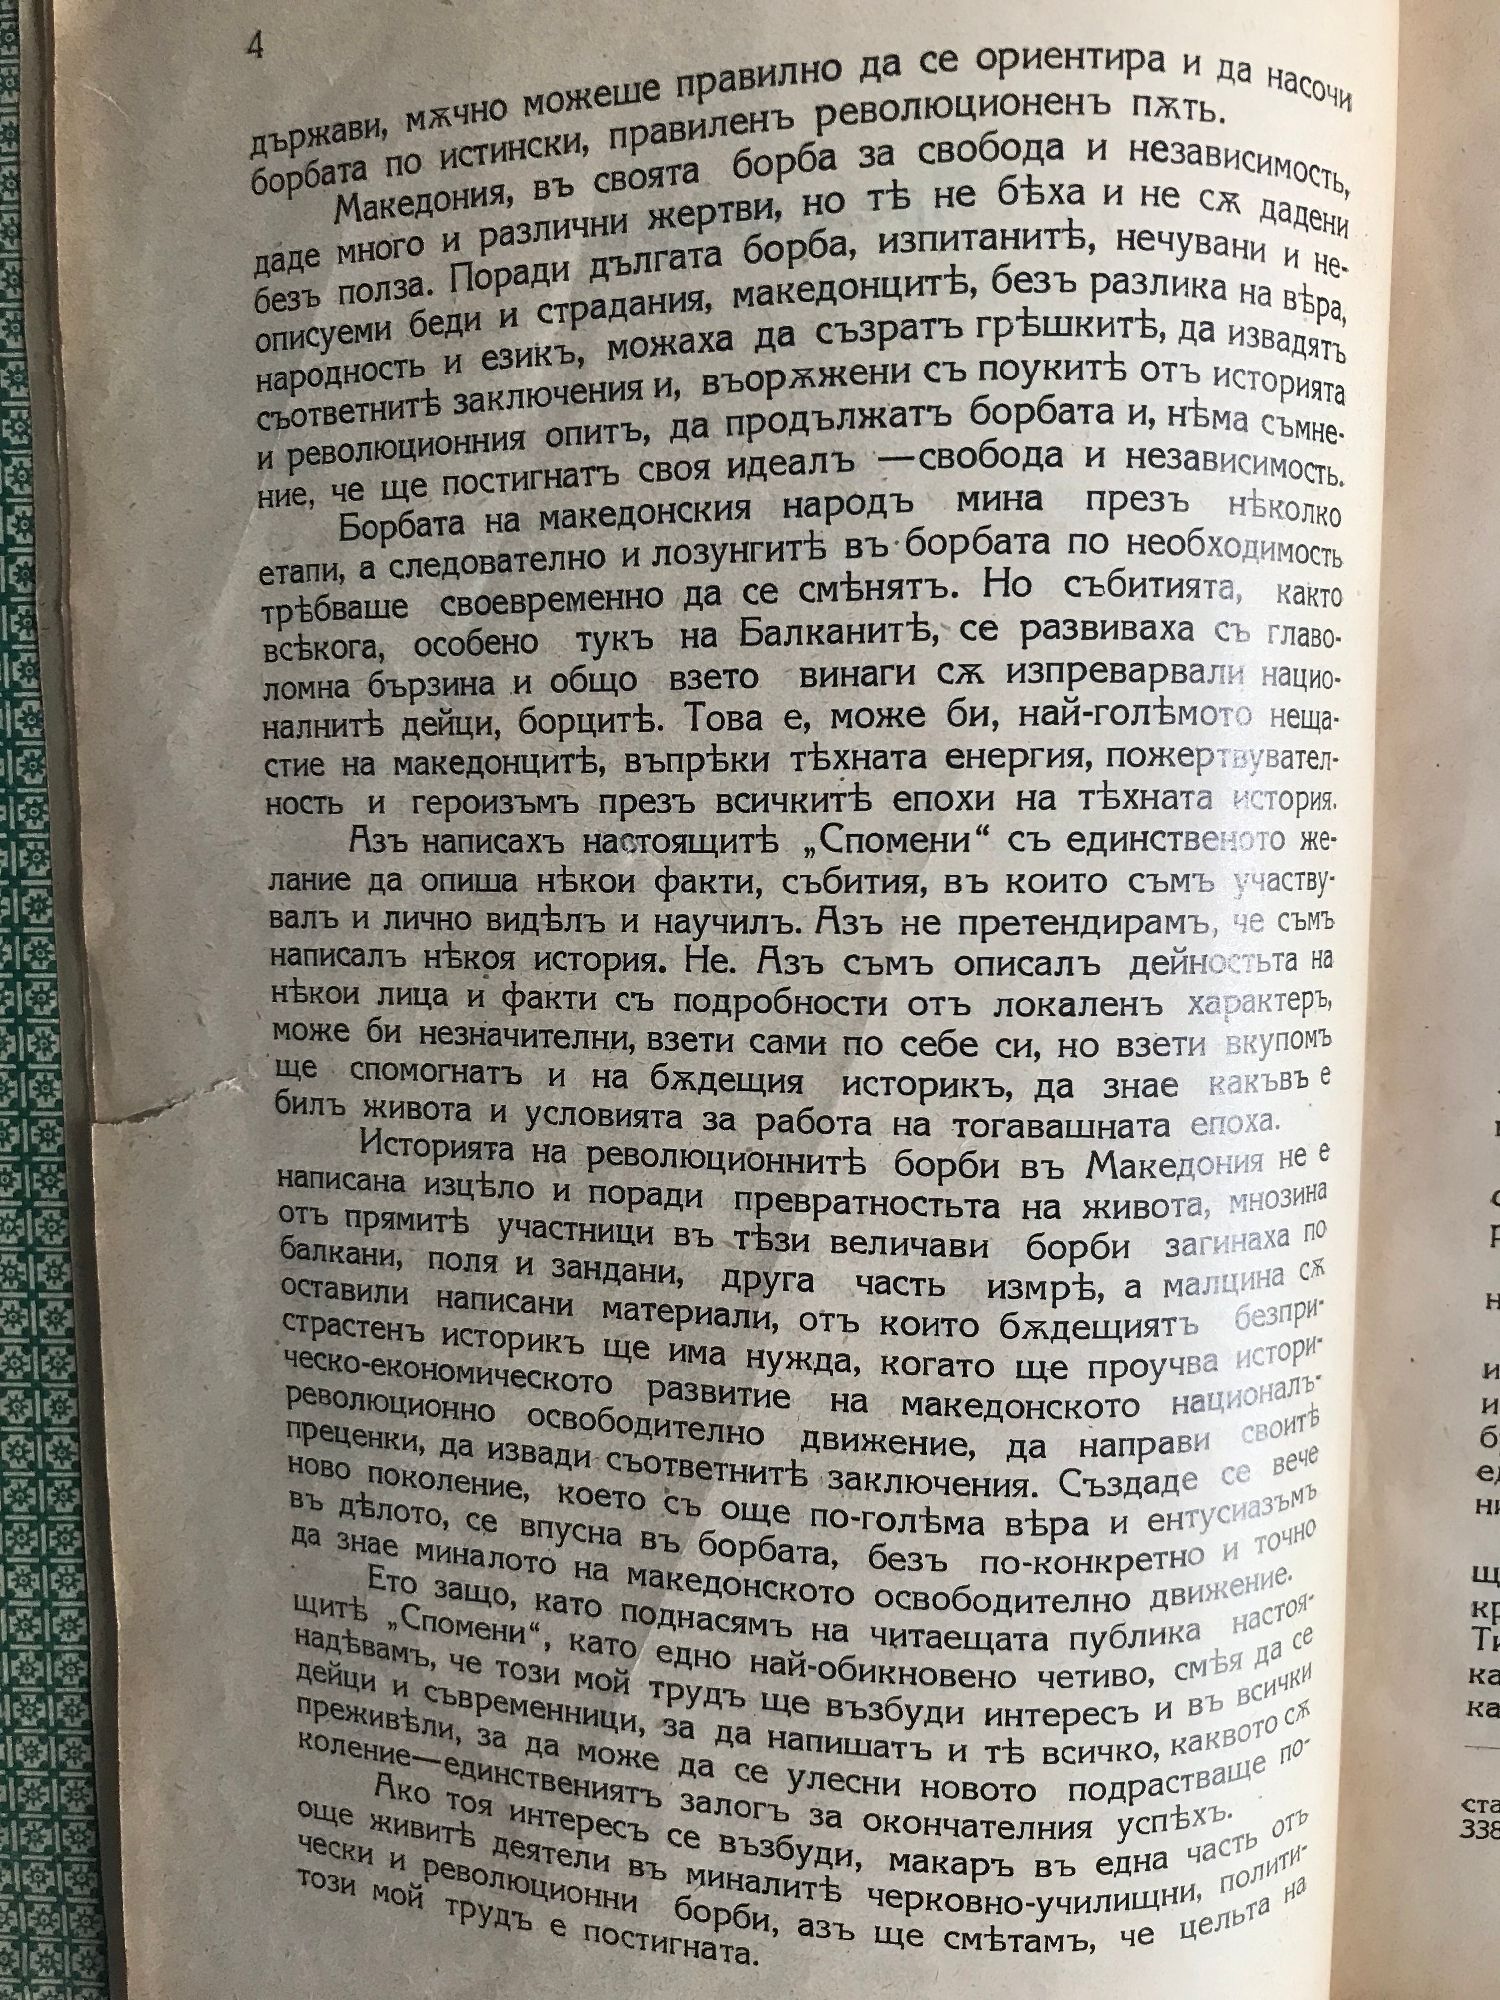 4
държави, мѫчно можеше правилно да се ориентира и да насочи
борбата по истински, правиленъ революционенъ пѫть.
Македония, въ своята борба за свобода и независимость,
даде много и различни жертви, но тѣ не бѣха и не сѫ дадени
безъ полза. Поради дългата борба, изпитанитѣ, нечувани и не-
описуеми беди и страдания, македонцитѣ, безъ разлика на вѣра,
народность и езикъ, можаха да съзратъ грѣшкитѣ, да извадятъ
съответнитѣ заключения и, въорѫжени съ поукитѣ отъ историята
и революционния опитъ, да продължатъ борбата и, нѣма съмне-
ние, че ще постигнатъ своя идеалъ —свобода и независимость.
Борбата на македонския народъ мина презъ нѣколко
етапи, а следователно и лозунгитѣ въ борбата по необходимость
трѣбваше своевременно да се смѣнятъ. Но събитията, както
всѣкога, особено тукъ на Балканитѣ, се развиваха съ главо-
ломна бързина и общо взето винаги сѫ изпреварвали нацио-
налнитѣ дейци, борцитѣ. Това е, може би, най-голѣмото неща-
стие на македонцитѣ, въпрѣки тѣхната енергия, пожертвувател-
ность и героизъмъ презъ всичкитѣ епохи на тѣхната история.
Азъ написахъ настоящитѣ „Спомени“ съ единственото же-
лание да опиша нѣкои факти, събития, въ които съмъ участву-
валъ и лично видѣлъ и научилъ. Азъ не претендирамъ, че съмъ
написалъ нѣкоя история. Не. Азъ съмъ описалъ дейностьта на
нѣкои лица и факти съ подробности отъ локаленъ характеръ,
може би незначителни, взети сами по себе си, но взети вкупомъ
ще спомогнатъ и на бѫдещия историкъ, да знае какъвъ е
билъ живота и условията за работа на тогавашната епоха.
Историята на революционнитѣ борби въ Македония не е
написана изцѣло и поради превратностьта на живота, мнозина
отъ прямитѣ участници въ тѣзи величави борби загинаха по
балкани, поля и зандани, друга часть измрѣ, а малцина сѫ
оставили написани материали, отъ които бѫдещиятъ безпри-
страстенъ историкъ ще има нужда, когато ще проучва истори-
ческо-економическото развитие на македонското националъ-
революционно освободително движение, да направи своитѣ
преценки, да извади съответнитѣ заключения. Създаде се вече
ново поколение, което съ още по-голѣма вѣра и ентусиазъмъ
въ дѣлото, се впусна въ борбата, безъ по-конкретно и точно
да знае миналото на македонското освободително движение.
Ето защо, като поднасямъ на читаещата публика настоя-
щитѣ „Спомени“, като едно най-обикновено четиво, смѣя да се
надѣвамъ, че този мой трудъ ще възбуди интересъ и въ всички
дейци и съвременници, за да напишатъ и тѣ всичко, каквото сѫ
преживѣли, за да може да се улесни новото подрастваще по-
коление—единствениятъ залогъ за окончателния успѣхъ.
Ако тоя интересъ се възбуди, макаръ въ една часть отъ
още живитѣ деятели въ миналитѣ черковно-училищни, полити-
чески и революционни борби, азъ ще смѣтамъ, че цельта на
този мой трудъ е постигната.